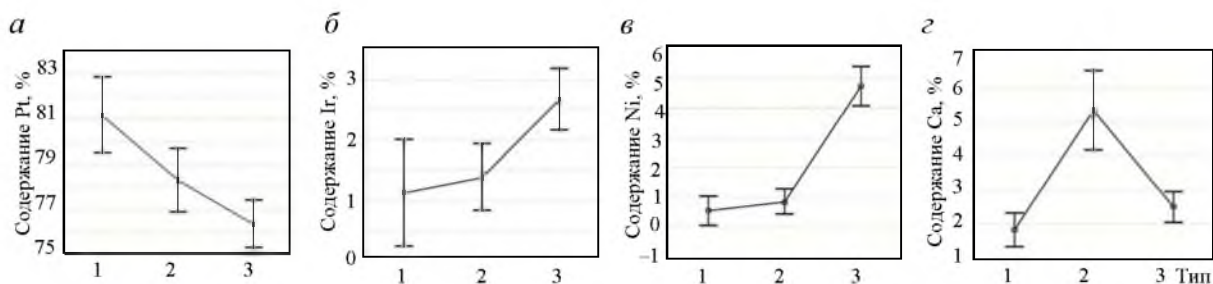 а
Содержание Pt, %
83
81
79
77
75
1 2 3
б
Содержание Ir, %
3
2
1
0
1 2 3
в
Содержание Ni, %
6
5
4
3
2
1
0
–1
1 2 3
г
Содержание Ca, %
7
6
5
4
3
2
1
1 2 3 Тип